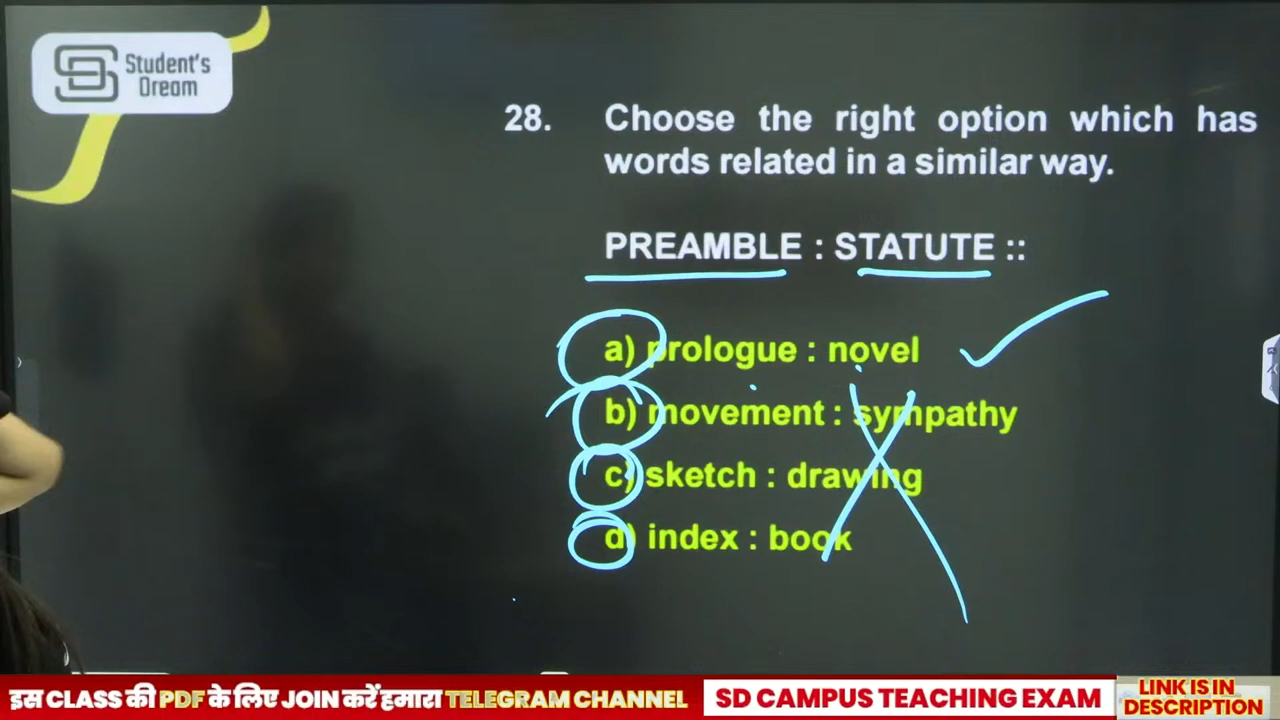 Student's
Dream
28. Choose the right option which has
words related in a similar way.
PREAMBLE : STATUTE ::
a) prologue : novel
b) movement : sympathy
c) sketch : drawing
d) index : book
इस CLASS की PDF के लिए JOIN करें हमारा TELEGRAM CHANNEL
SD CAMPUS TEACHING EXAM
LINK IS IN
DESCRIPTION